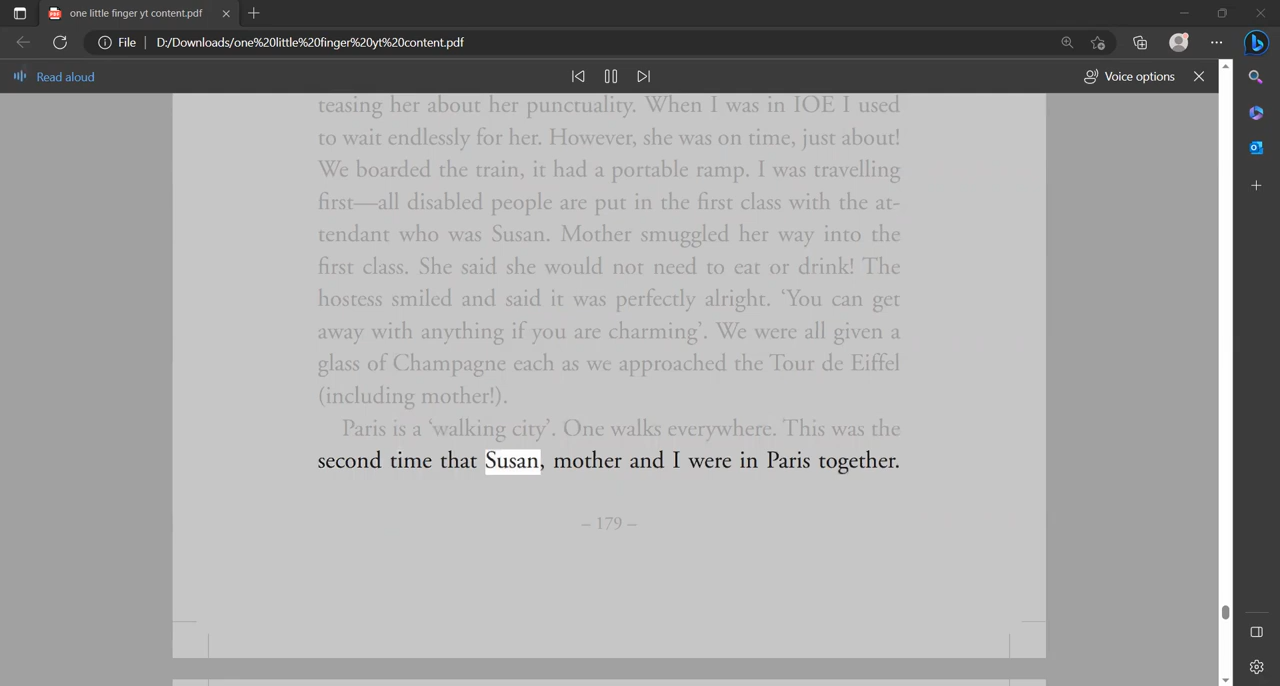 one little finger yt content.pdf
File
D:/Downloads/one%20little%20finger%20yt%20content.pdf
Read aloud
Voice options
teasing her about her punctuality. When I was in IOE I used
to wait endlessly for her. However, she was on time, just about!
We boarded the train, it had a portable ramp. I was travelling
first—all disabled people are put in the first class with the at-
tendant who was Susan. Mother smuggled her way into the
first class. She said she would not need to eat or drink! The
hostess smiled and said it was perfectly alright. ‘You can get
away with anything if you are charming’. We were all given a
glass of Champagne each as we approached the Tour de Eiffel
(including mother!).
Paris is a ‘walking city’. One walks everywhere. This was the
second time that Susan, mother and I were in Paris together.
– 179 –